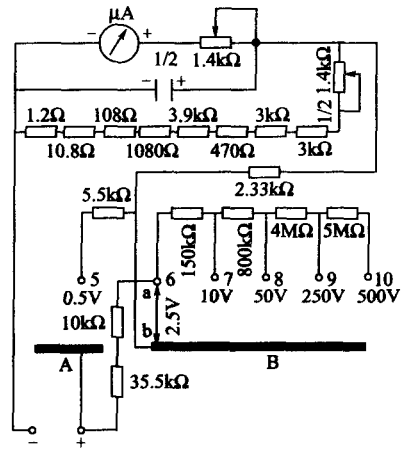 μA
− +
1/2 1.4kΩ
− +
1/2 1.4kΩ
1.2Ω 108Ω 3.9kΩ 3kΩ
10.8Ω 1080Ω 470Ω 3kΩ
2.33kΩ
5.5kΩ
150kΩ 800kΩ 4MΩ 5MΩ
5 6 7 8 9 10
0.5V a 10V 50V 250V 500V
10kΩ 2.5V
b
A B
35.5kΩ
− +